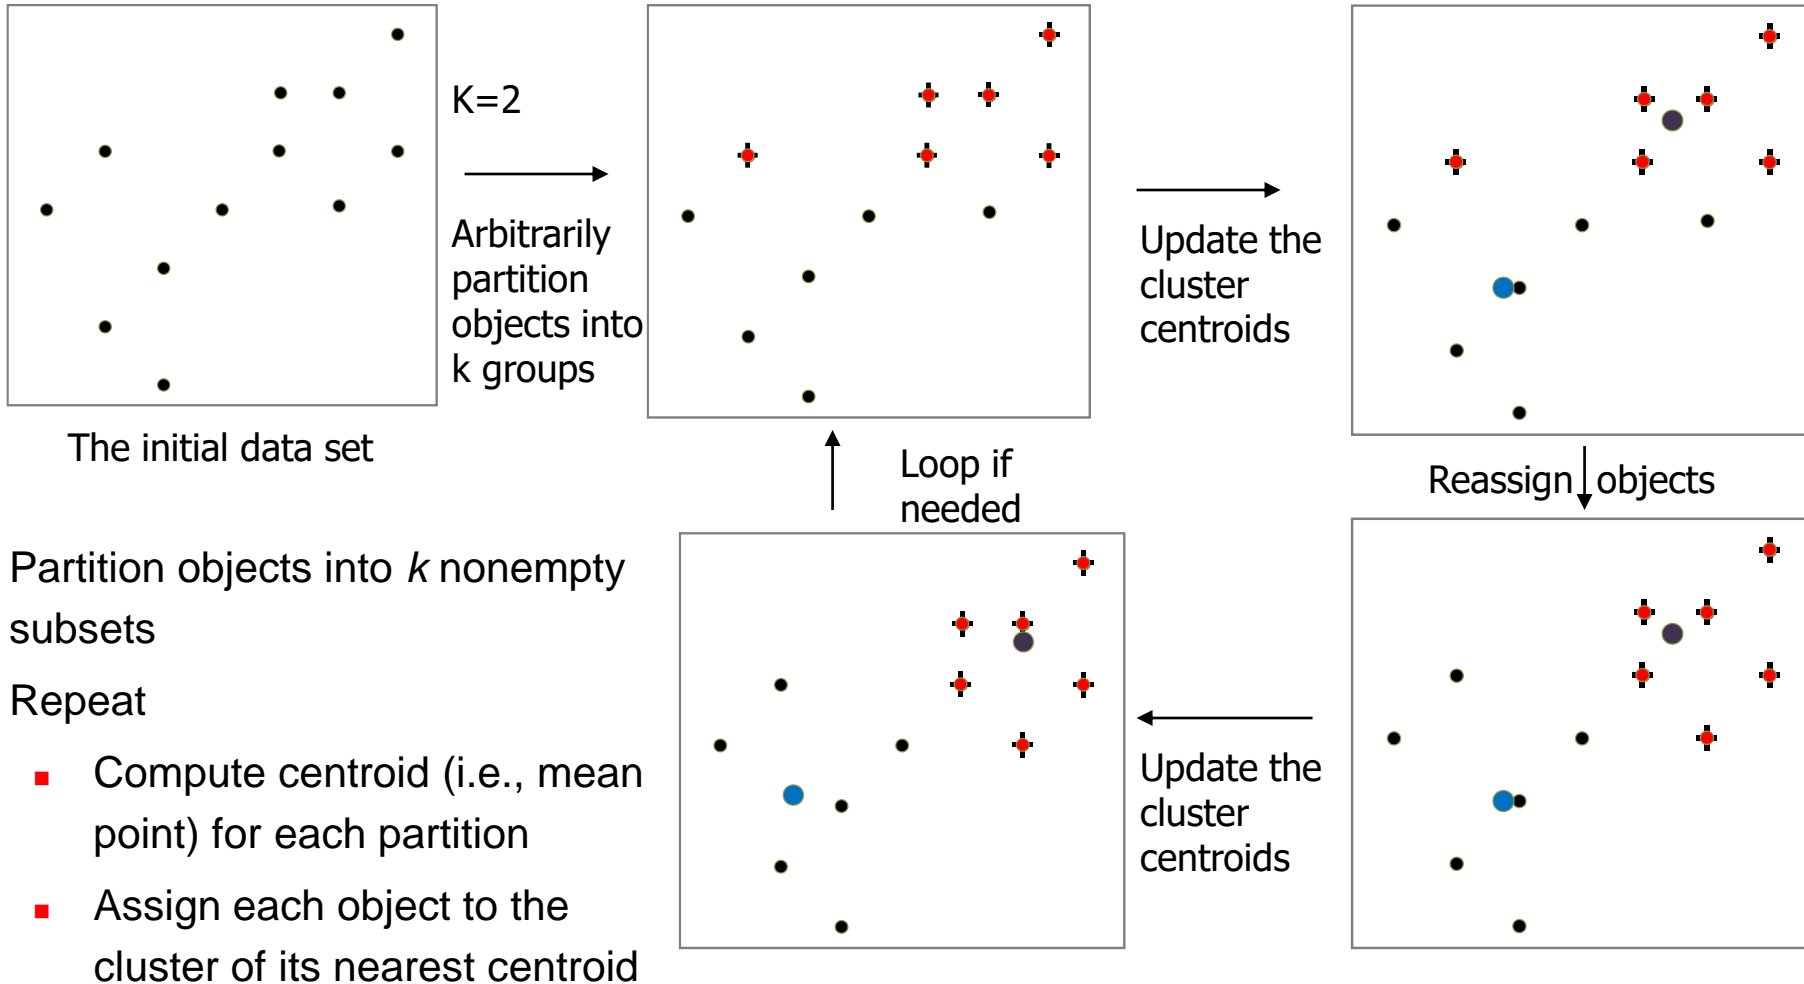 K=2
Arbitrarily
partition
objects into
k groups
Update the
cluster
centroids
The initial data set
Loop if
needed
Reassign objects
Update the
cluster
centroids
Partition objects into k nonempty
subsets
Repeat
Compute centroid (i.e., mean
point) for each partition
Assign each object to the
cluster of its nearest centroid